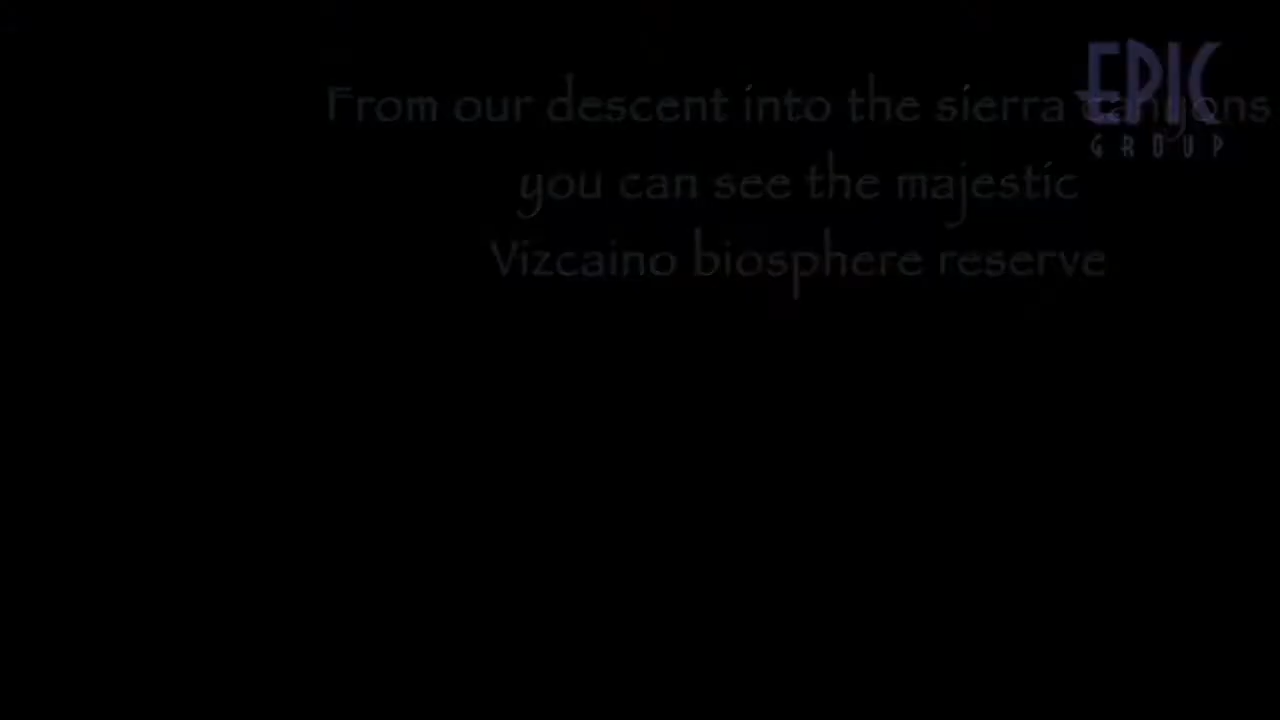 EPIC
GROUP
From our descent into the sierra canyons
you can see the majestic
Vizcaino biosphere reserve